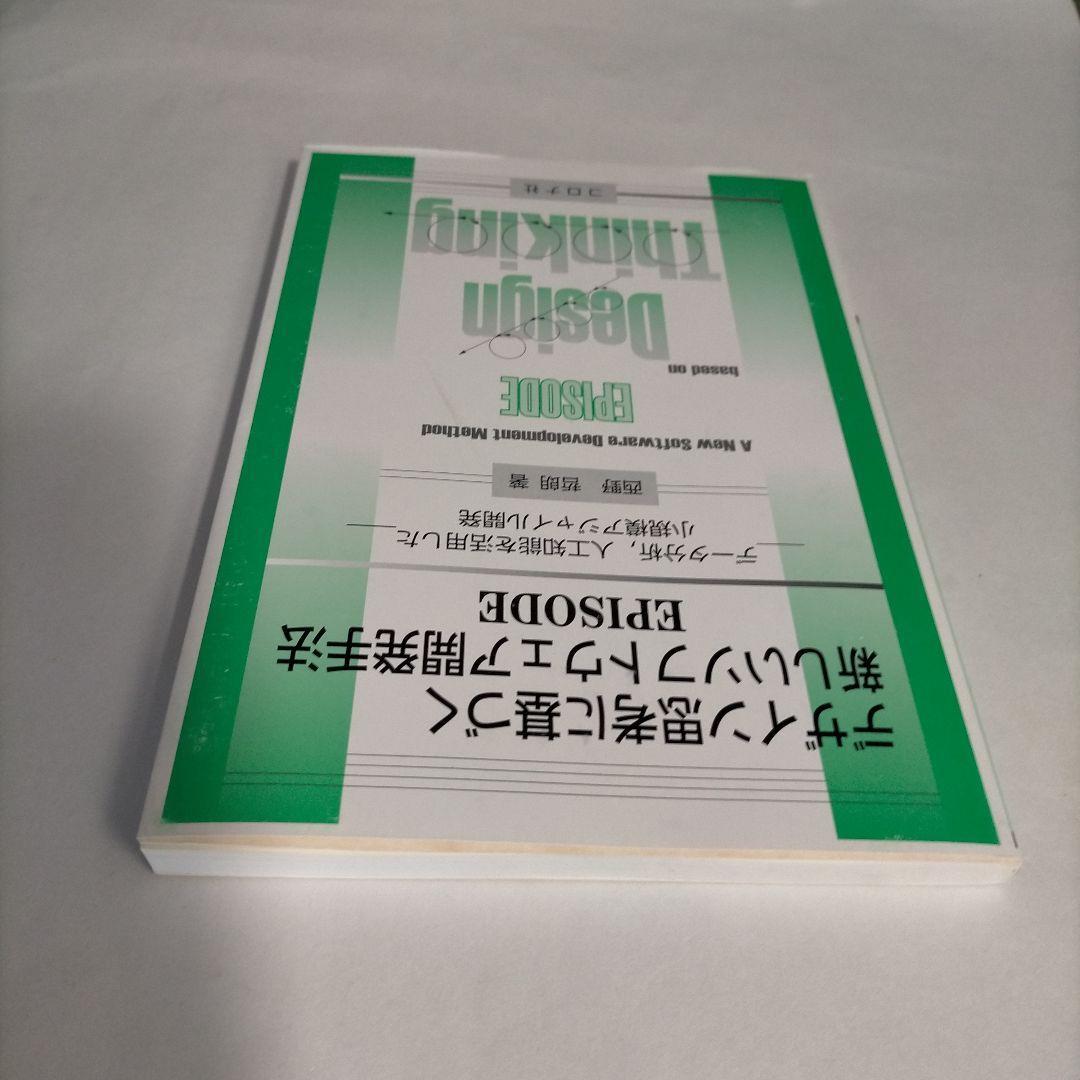 デザイン思考に基づく
新しいソフトウェア開発手法
EPISODE
データ分析，人工知能を活用した
小規模アジャイル開発
西野 哲朗 著
A New Software Development Method
EPISODE
based on
Design
Thinking
コロナ社